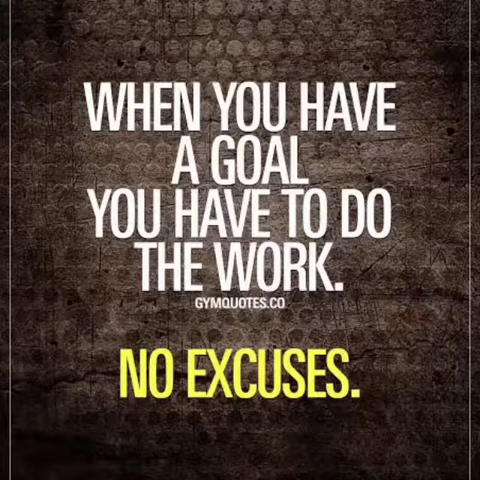 WHEN YOU HAVE
A GOAL
YOU HAVE TO DO
THE WORK.
GYMQUOTES.CO
NO EXCUSES.